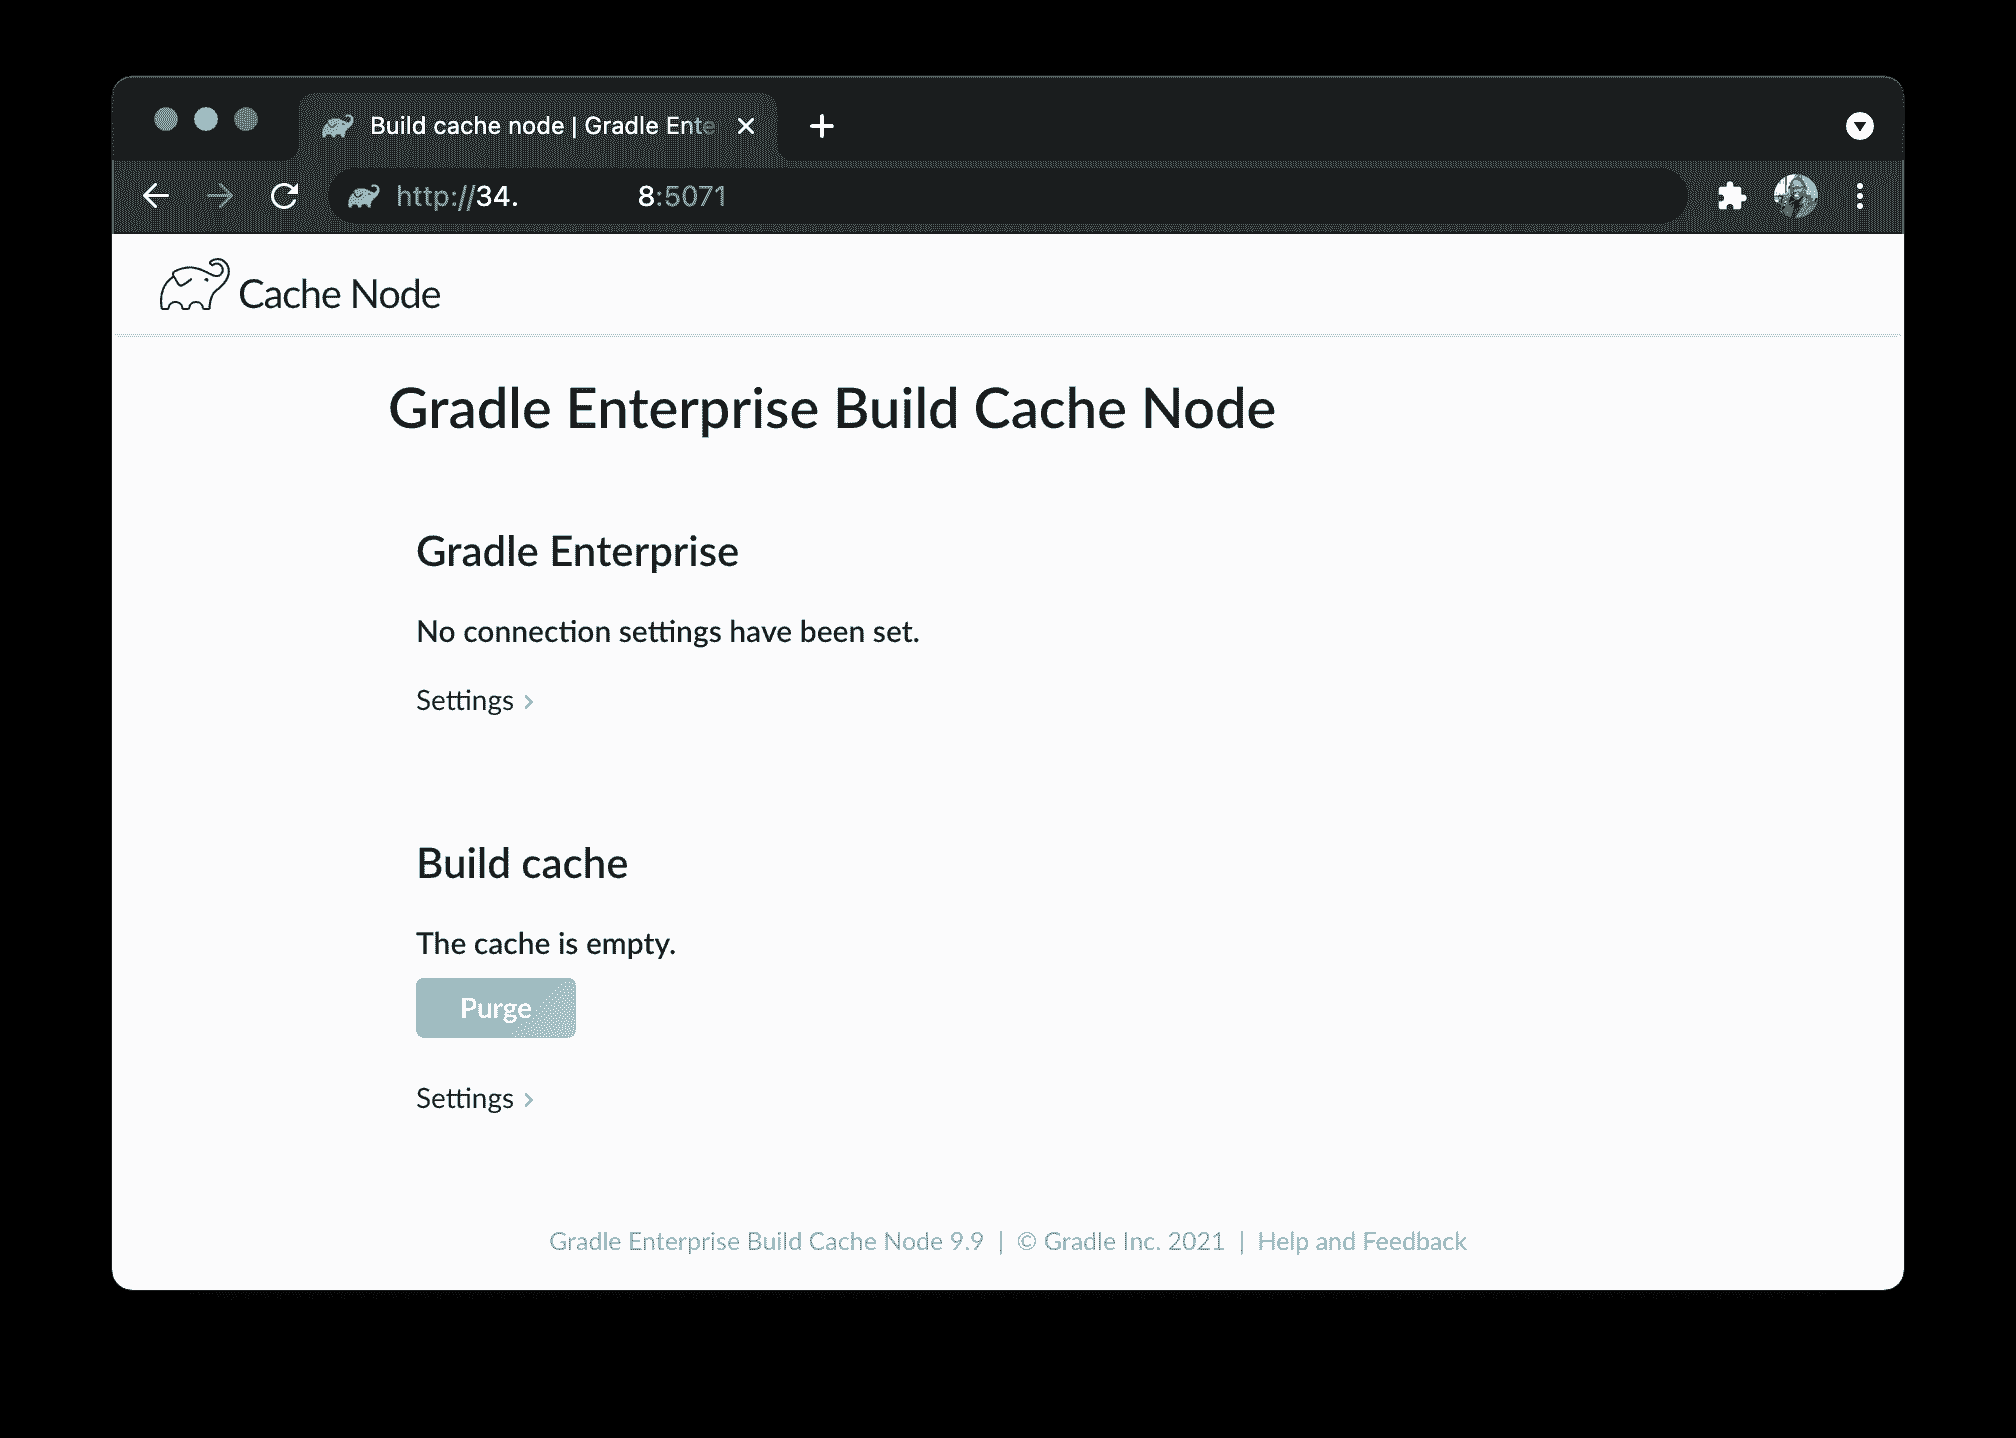 Build cache node | Gradle Ente
http://34. 8:5071
Cache Node
Gradle Enterprise Build Cache Node
Gradle Enterprise
No connection settings have been set.
Settings >
Build cache
The cache is empty.
Purge
Settings >
Gradle Enterprise Build Cache Node 9.9 | © Gradle Inc. 2021 | Help and Feedback